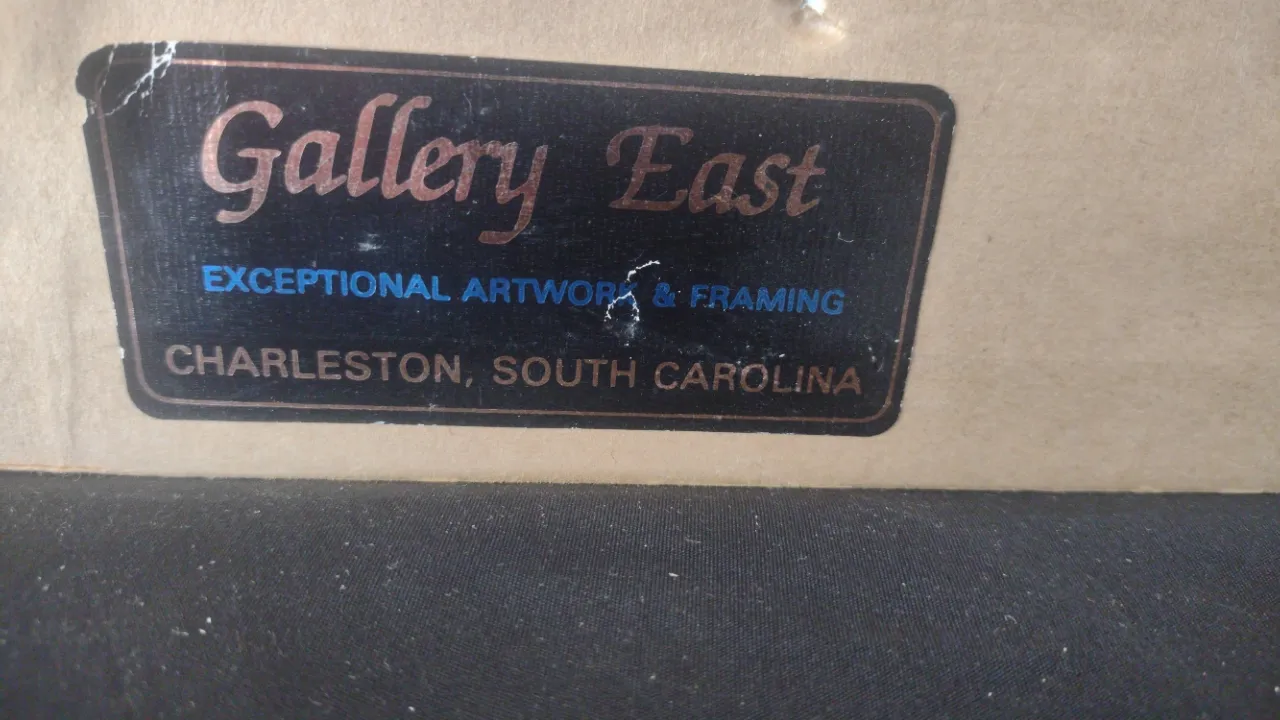 Gallery East
EXCEPTIONAL ARTWORK & FRAMING
CHARLESTON, SOUTH CAROLINA